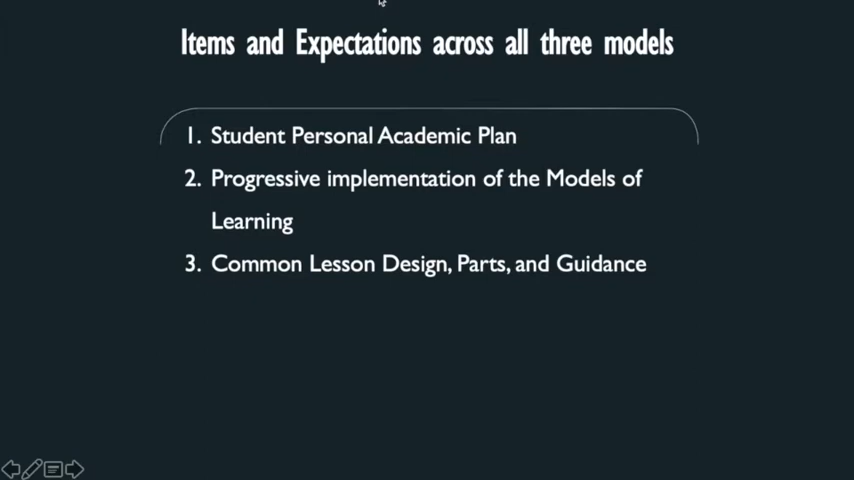 Items and Expectations across all three models
1. Student Personal Academic Plan
2. Progressive implementation of the Models of
Learning
3. Common Lesson Design, Parts, and Guidance